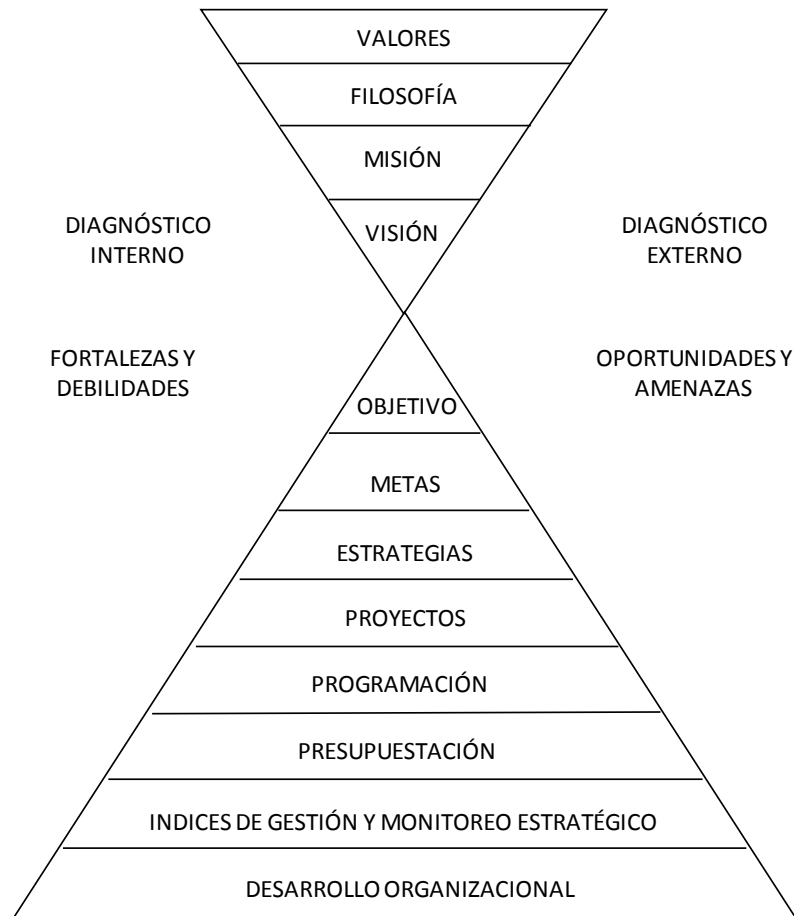 VALORES
FILOSOFÍA
MISIÓN
VISIÓN
DIAGNÓSTICO
INTERNO
DIAGNÓSTICO
EXTERNO
FORTALEZAS Y
DEBILIDADES
OPORTUNIDADES Y
AMENAZAS
OBJETIVO
METAS
ESTRATEGIAS
PROYECTOS
PROGRAMACIÓN
PRESUPUESTACIÓN
INDICES DE GESTIÓN Y MONITOREO ESTRATÉGICO
DESARROLLO ORGANIZACIONAL